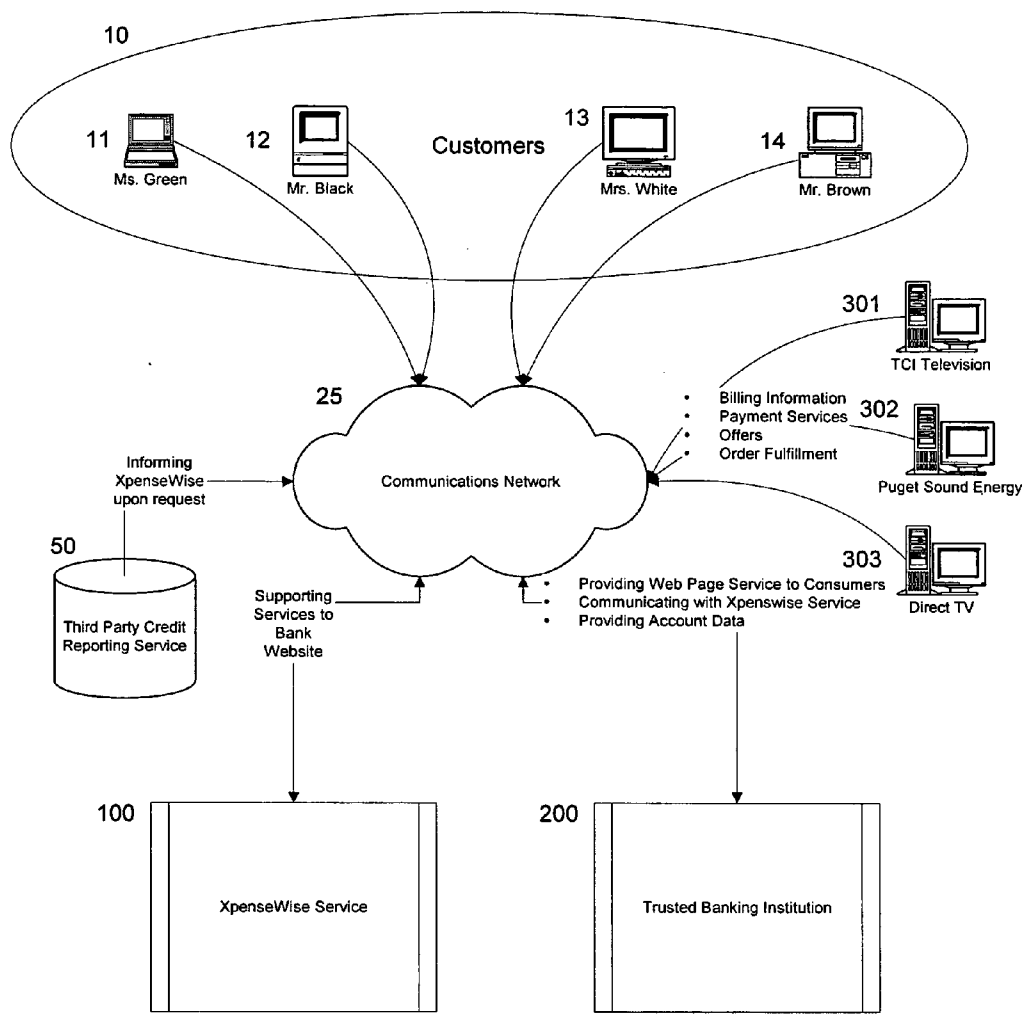 10
11
Ms. Green
12
Mr. Black
Customers
13
Mrs. White
14
Mr. Brown
301
TCI Television
25
• Billing Information
• Payment Services
• Offers
• Order Fulfillment
302
Puget Sound Energy
Communications Network
Informing
XpenseWise
upon request
50
Third Party Credit
Reporting Service
303
Direct TV
Supporting
Services to
Bank
Website
• Providing Web Page Service to Consumers
• Communicating with Xpenswise Service
• Providing Account Data
100
XpenseWise Service
200
Trusted Banking Institution